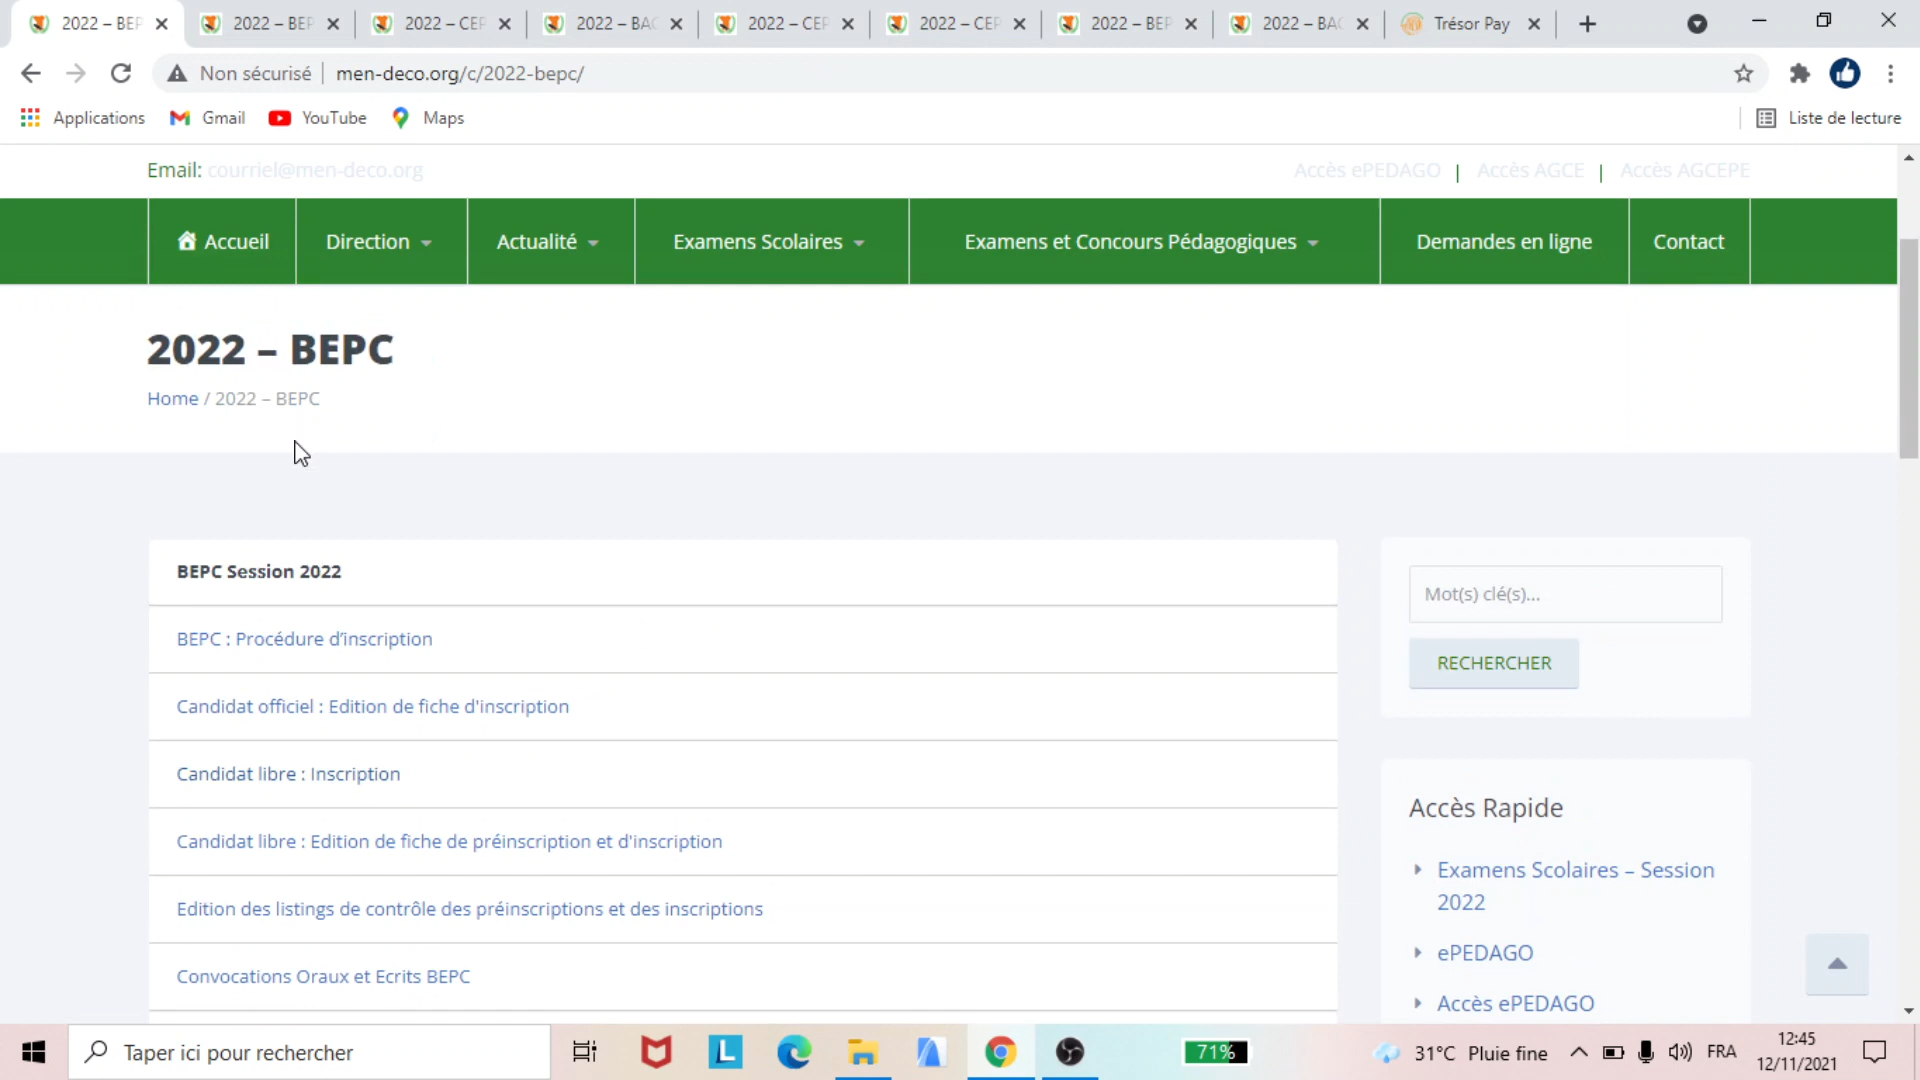 2022 – BEP
2022 – BEP
2022 – CEP
2022 – BAC
2022 – CEP
2022 – CEP
2022 – BEP
2022 – BAC
Trésor Pay
Non sécurisé
men-deco.org/c/2022-bepc/
Applications
Gmail
YouTube
Maps
Liste de lecture
Email: courriel@men-deco.org
Accès ePEDAGO | Accès AGCE | Accès AGCEPE
Accueil
Direction
Actualité
Examens Scolaires
Examens et Concours Pédagogiques
Demandes en ligne
Contact
2022 – BEPC
Home / 2022 – BEPC
BEPC Session 2022
BEPC : Procédure d’inscription
Candidat officiel : Edition de fiche d'inscription
Candidat libre : Inscription
Candidat libre : Edition de fiche de préinscription et d'inscription
Edition des listings de contrôle des préinscriptions et des inscriptions
Convocations Oraux et Ecrits BEPC
Mot(s) clé(s)...
RECHERCHER
Accès Rapide
Examens Scolaires – Session
2022
ePEDAGO
Accès ePEDAGO
Taper ici pour rechercher
L
71%
31°C Pluie fine
FRA
12:45
12/11/2021